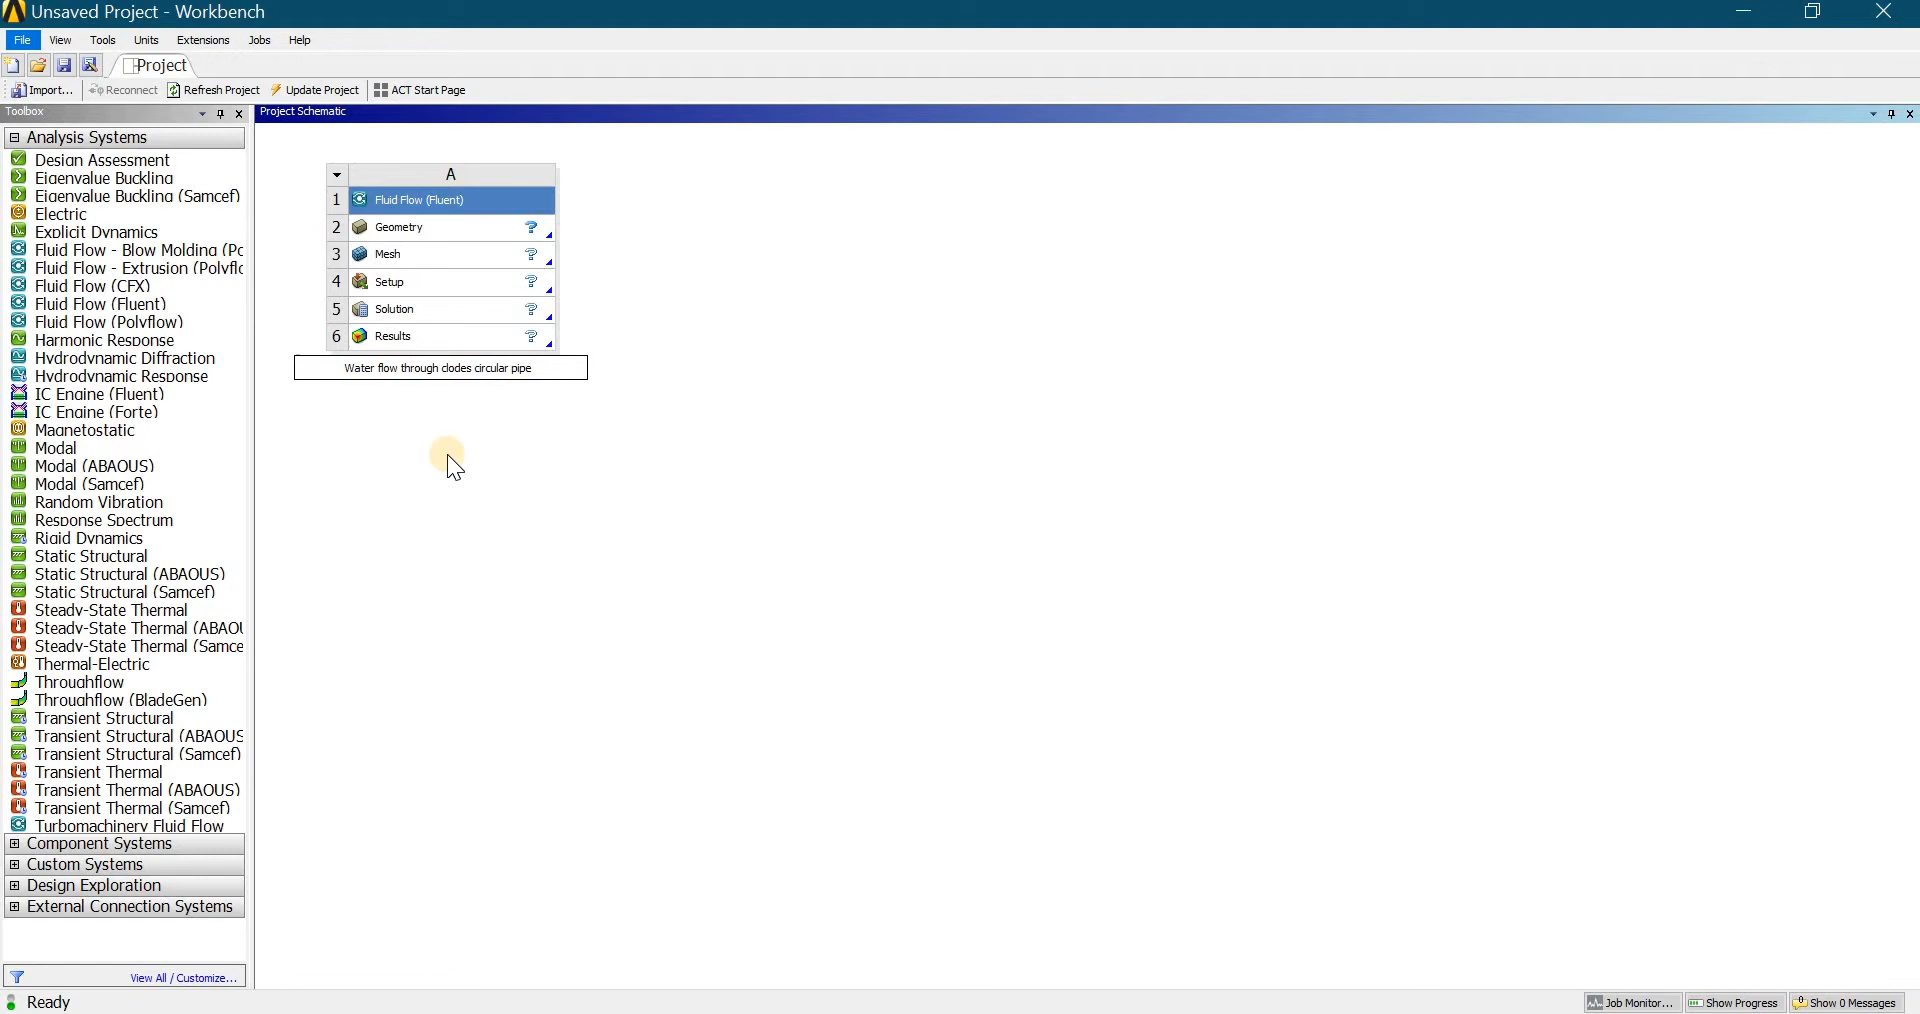 Unsaved Project - Workbench
File View Tools Units Extensions Jobs Help
Project
Import... Reconnect Refresh Project Update Project ACT Start Page
Toolbox
Project Schematic
Analysis Systems
Design Assessment
Eigenvalue Buckling
Eigenvalue Buckling (Samcef)
Electric
Explicit Dynamics
Fluid Flow - Blow Molding (Po
Fluid Flow - Extrusion (Polyflo
Fluid Flow (CFX)
Fluid Flow (Fluent)
Fluid Flow (Polyflow)
Harmonic Response
Hydrodynamic Diffraction
Hydrodynamic Response
IC Engine (Fluent)
IC Engine (Forte)
Magnetostatic
Modal
Modal (ABAQUS)
Modal (Samcef)
Random Vibration
Response Spectrum
Rigid Dynamics
Static Structural
Static Structural (ABAQUS)
Static Structural (Samcef)
Steady-State Thermal
Steady-State Thermal (ABAQU
Steady-State Thermal (Samce
Thermal-Electric
Throughflow
Throughflow (BladeGen)
Transient Structural
Transient Structural (ABAQUS
Transient Structural (Samcef)
Transient Thermal
Transient Thermal (ABAQUS)
Transient Thermal (Samcef)
Turbomachinery Fluid Flow
Component Systems
Custom Systems
Design Exploration
External Connection Systems
View All / Customize...
A
1 Fluid Flow (Fluent)
2 Geometry ?
3 Mesh ?
4 Setup ?
5 Solution ?
6 Results ?
Water flow through clodes circular pipe
Ready
Job Monitor... Show Progress Show 0 Messages